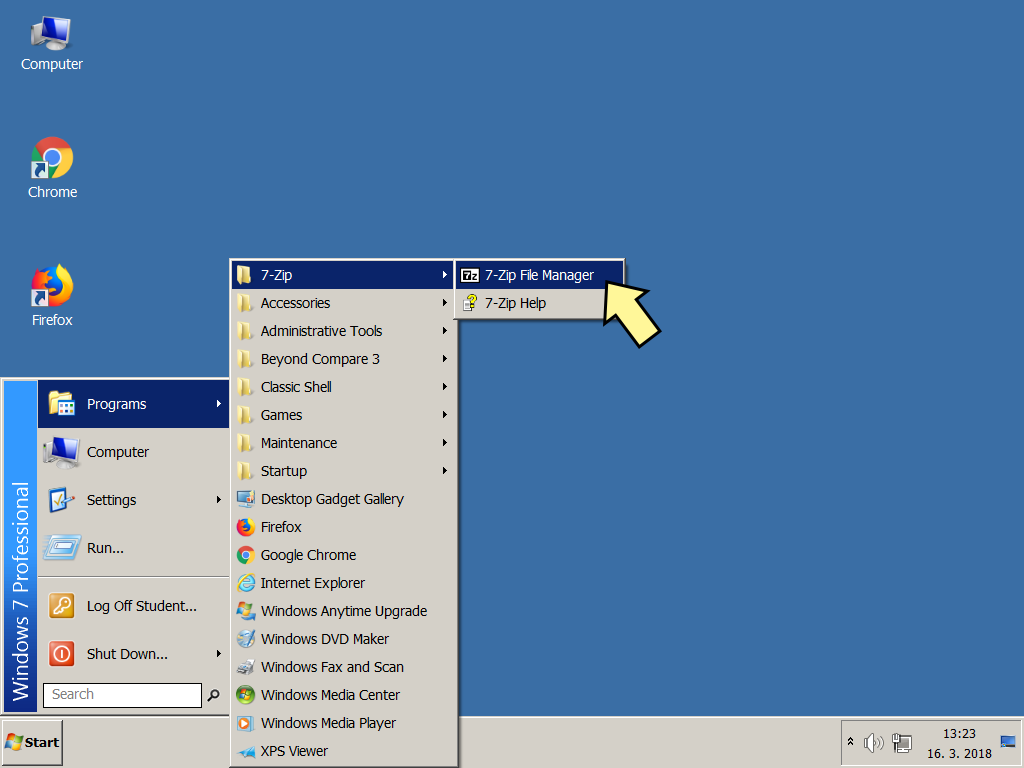 Computer
Chrome
Firefox
Programs
Computer
Settings
Run...
Log Off Student...
Shut Down...
Search
Windows 7 Professional
7-Zip
Accessories
Administrative Tools
Beyond Compare 3
Classic Shell
Games
Maintenance
Startup
Desktop Gadget Gallery
Firefox
Google Chrome
Internet Explorer
Windows Anytime Upgrade
Windows DVD Maker
Windows Fax and Scan
Windows Media Center
Windows Media Player
XPS Viewer
7z 7-Zip File Manager
7-Zip Help
Start
13:23
16. 3. 2018